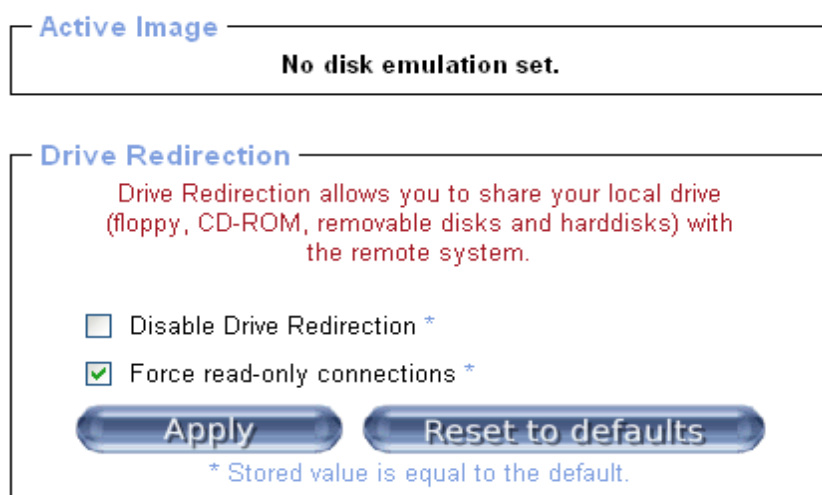 Active Image
No disk emulation set.
Drive Redirection
Drive Redirection allows you to share your local drive
(floppy, CD-ROM, removable disks and harddisks) with
the remote system.
Disable Drive Redirection *
Force read-only connections *
Apply Reset to defaults
* Stored value is equal to the default.